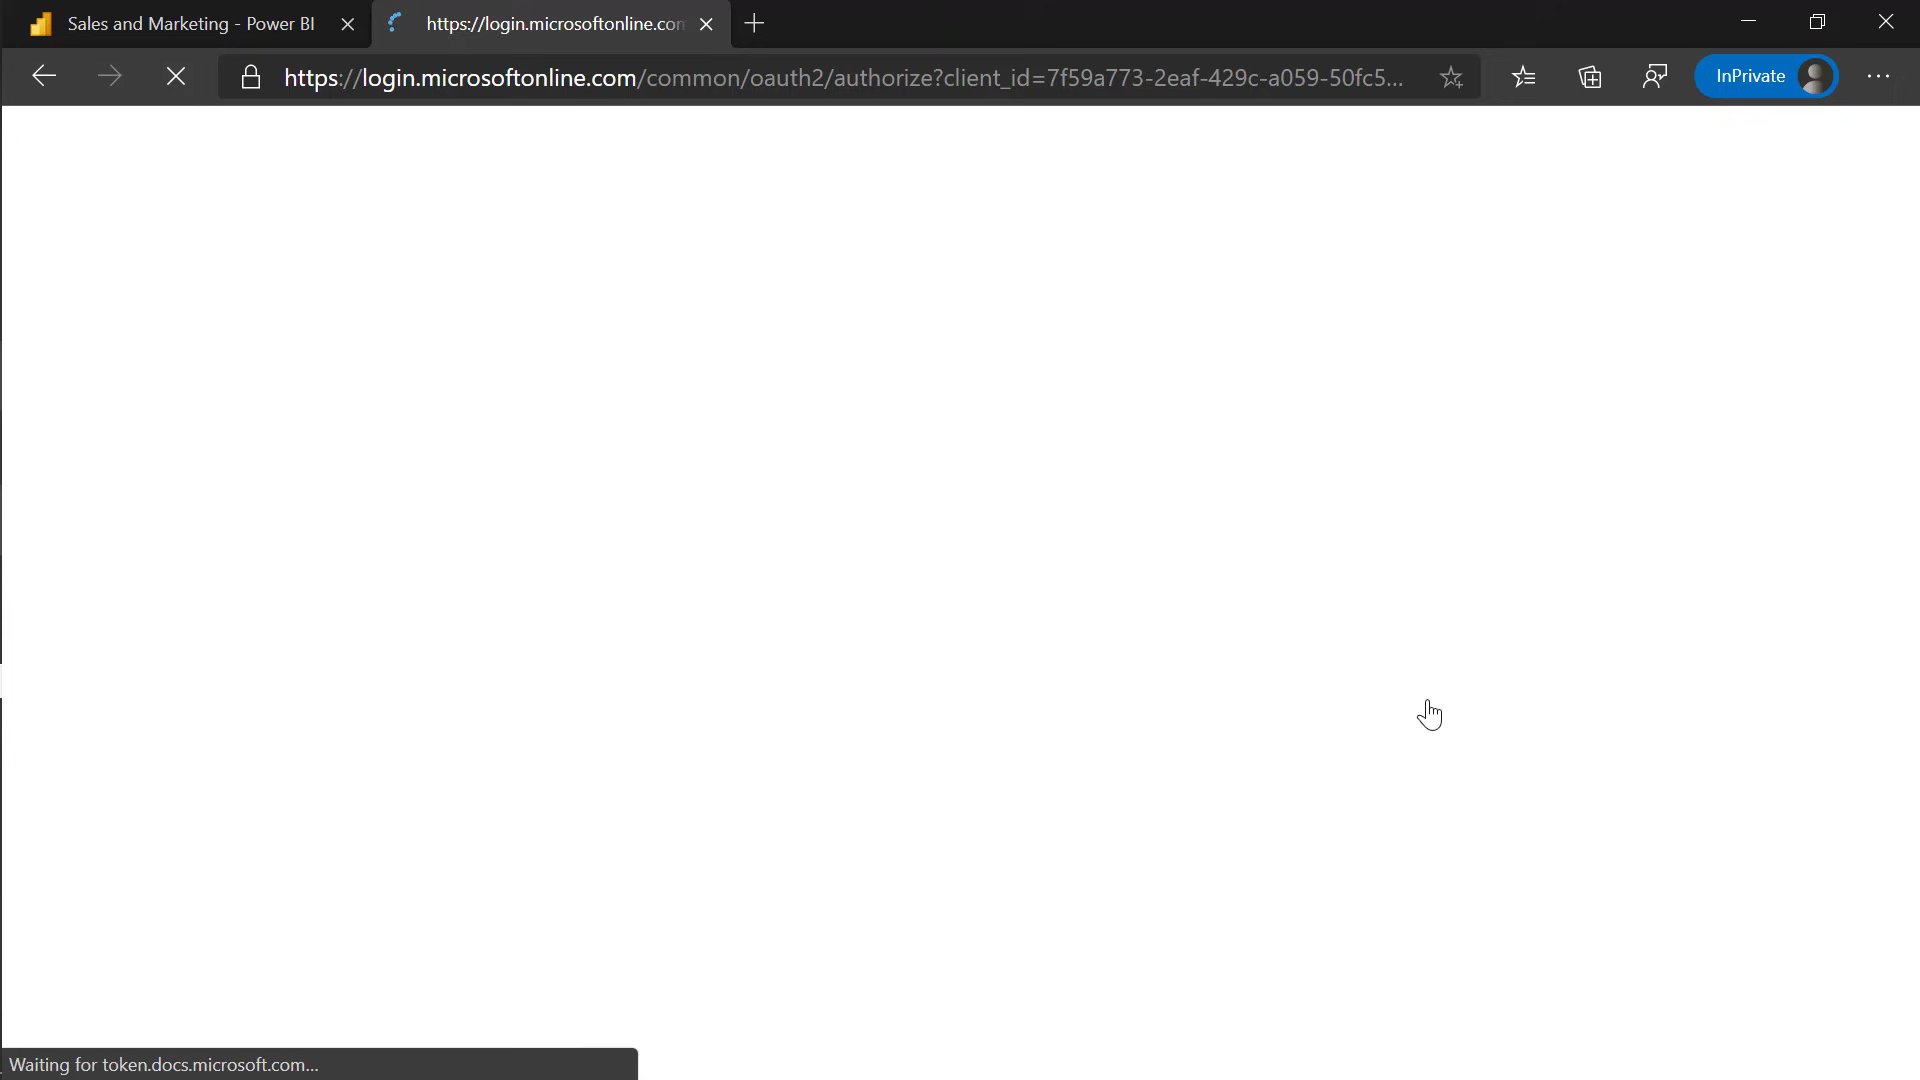 Sales and Marketing - Power BI
https://login.microsoftonline.con
https://login.microsoftonline.com/common/oauth2/authorize?client_id=7f59a773-2eaf-429c-a059-50fc5...
InPrivate
Waiting for token.docs.microsoft.com...